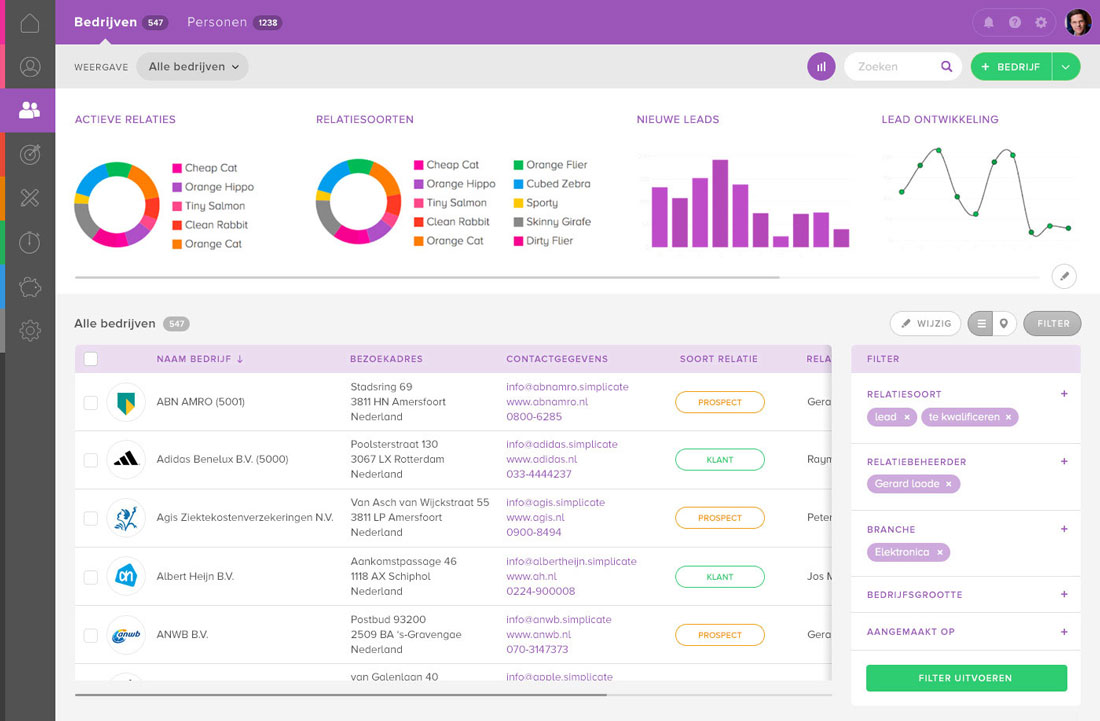 Bedrijven 547 Personen 1238
WEERGAVE Alle bedrijven Zoeken + BEDRIJF
ACTIEVE RELATIES
Cheap Cat
Orange Hippo
Tiny Salmon
Clean Rabbit
Orange Cat
RELATIESOORTEN
Cheap Cat
Orange Hippo
Tiny Salmon
Clean Rabbit
Orange Cat
Orange Flier
Cubed Zebra
Sporty
Skinny Girafe
Dirty Flier
NIEUWE LEADS
LEAD ONTWIKKELING
Alle bedrijven 547 WIJZIG FILTER
NAAM BEDRIJF ↓ BEZOEKADRES CONTACTGEGEVENS SOORT RELATIE RELA
ABN AMRO (5001)
Stadsring 69
3811 HN Amersfoort
Nederland
info@abnamro.simplicate
www.abnamro.nl
0800-6285
PROSPECT
Gera
Adidas Benelux B.V. (5000)
Poolsterstraat 130
3067 LX Rotterdam
Nederland
info@adidas.simplicate
www.adidas.nl
033-4444237
KLANT
Raym
Agis Ziektekostenverzekeringen N.V.
Van Asch van Wijckstraat 55
3811 LP Amersfoort
Nederland
info@agis.simplicate
www.agis.nl
0900-8494
PROSPECT
Peter
Albert Heijn B.V.
Aankomstpassage 46
1118 AX Schiphol
Nederland
info@albertheijn.simplicate
www.ah.nl
0224-900008
KLANT
Jos M
anwb
ANWB B.V.
Postbud 93200
2509 BA 's-Gravengae
Nederland
info@anwb.simplicate
www.anwb.nl
070-3147373
PROSPECT
Gera
van Galenlaan 40
info@apple.simplicate
FILTER
RELATIESOORT +
lead × te kwalificeren ×
RELATIEBEHEERDER +
Gerard loode ×
BRANCHE +
Elektronica ×
BEDRIJFSGROOTTE +
AANGEMAAKT OP +
FILTER UITVOEREN